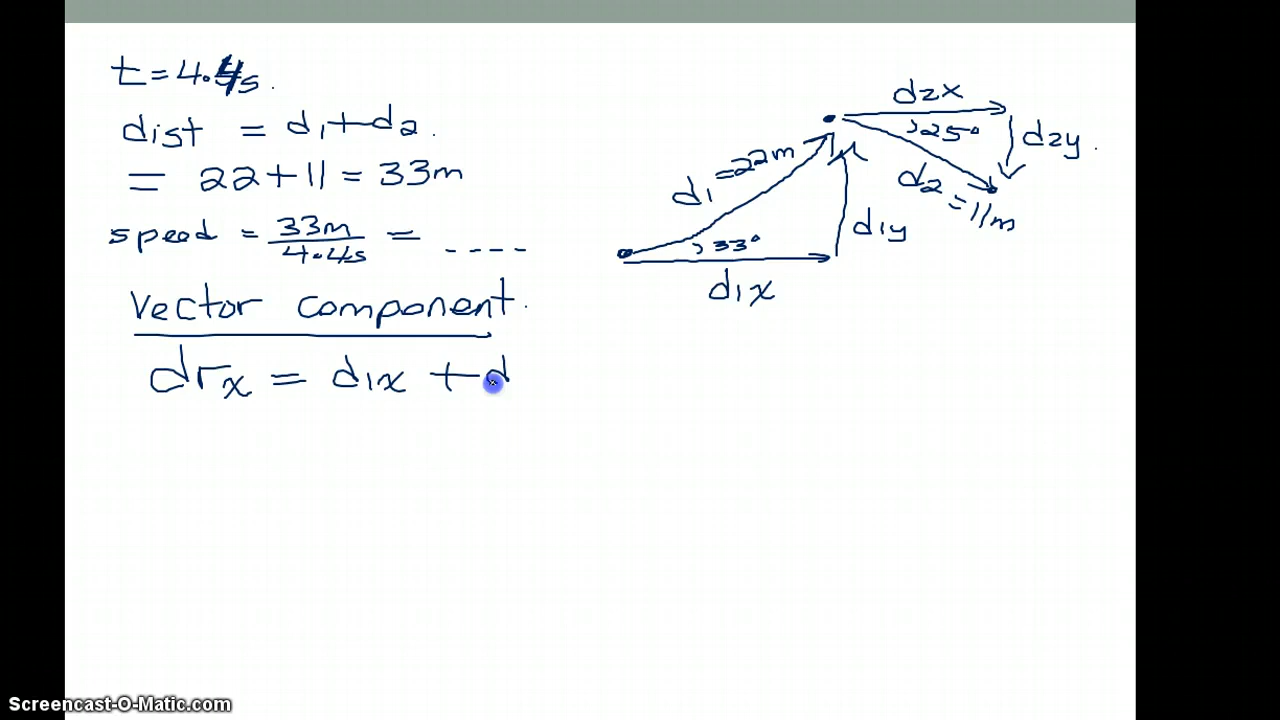 t = 4.4s.
dist = d1 + d2.
= 22 + 11 = 33m
speed = 33m/4.4s = ----
vector component.
drx = d1x + d
d2x
25°
d2y.
d1 = 22m
d2 = 11m
33°
d1y
d1x
Screencast-O-Matic.com